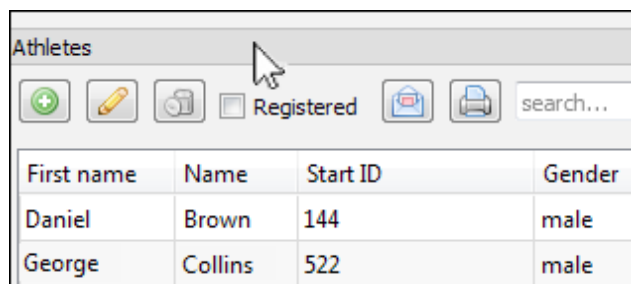 Athletes
Registered search...
First name Name Start ID Gender
Daniel Brown 144 male
George Collins 522 male